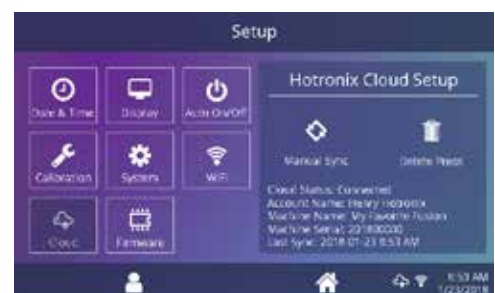 Setup
Date & Time
Display
Auto On/Off
Calibration
System
WiFi
Cloud
Firmware
Hotronix Cloud Setup
Manual Sync
Delete Press
Cloud Status: Connected
Account Name: Henry Hotronix
Machine Name: My Favorite Fusion
Machine Serial: 201800000
Last Sync: 2018-01-23 8:53 AM
8:53 AM
1/23/2018